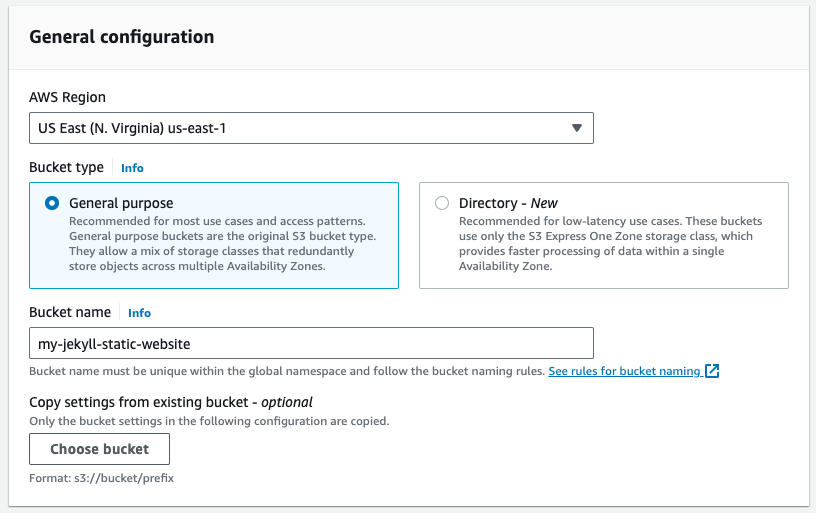 General configuration
AWS Region
US East (N. Virginia) us-east-1
Bucket type Info
General purpose
Recommended for most use cases and access patterns.
General purpose buckets are the original S3 bucket type.
They allow a mix of storage classes that redundantly
store objects across multiple Availability Zones.
Directory - New
Recommended for low-latency use cases. These buckets
use only the S3 Express One Zone storage class, which
provides faster processing of data within a single
Availability Zone.
Bucket name Info
my-jekyll-static-website
Bucket name must be unique within the global namespace and follow the bucket naming rules. See rules for bucket naming
Copy settings from existing bucket - optional
Only the bucket settings in the following configuration are copied.
Choose bucket
Format: s3://bucket/prefix